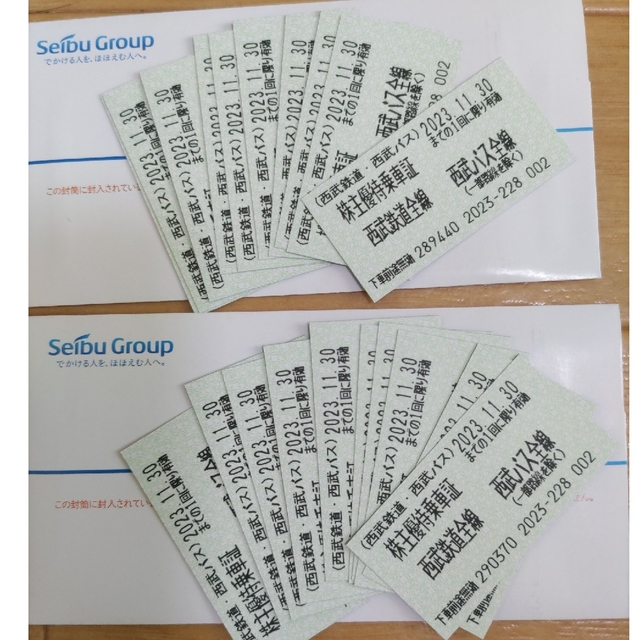 Seibu Group
でかける人を、ほほえむ人へ。
この封筒に封入されてい
(西武鉄道・西武バス) 2023.11.30
までの1回に限り有効
株主優待乗車証
西武鉄道全線 西武バス全線
(一部路線を除く)
下車前途無効 289440 2023-228 002
Seibu Group
でかける人を、ほほえむ人へ。
この封筒に封入されてい
(西武鉄道・西武バス) 2023.11.30
までの1回に限り有効
株主優待乗車証
西武鉄道全線 西武バス全線
(一部路線を除く)
下車前途無効 290370 2023-228 002